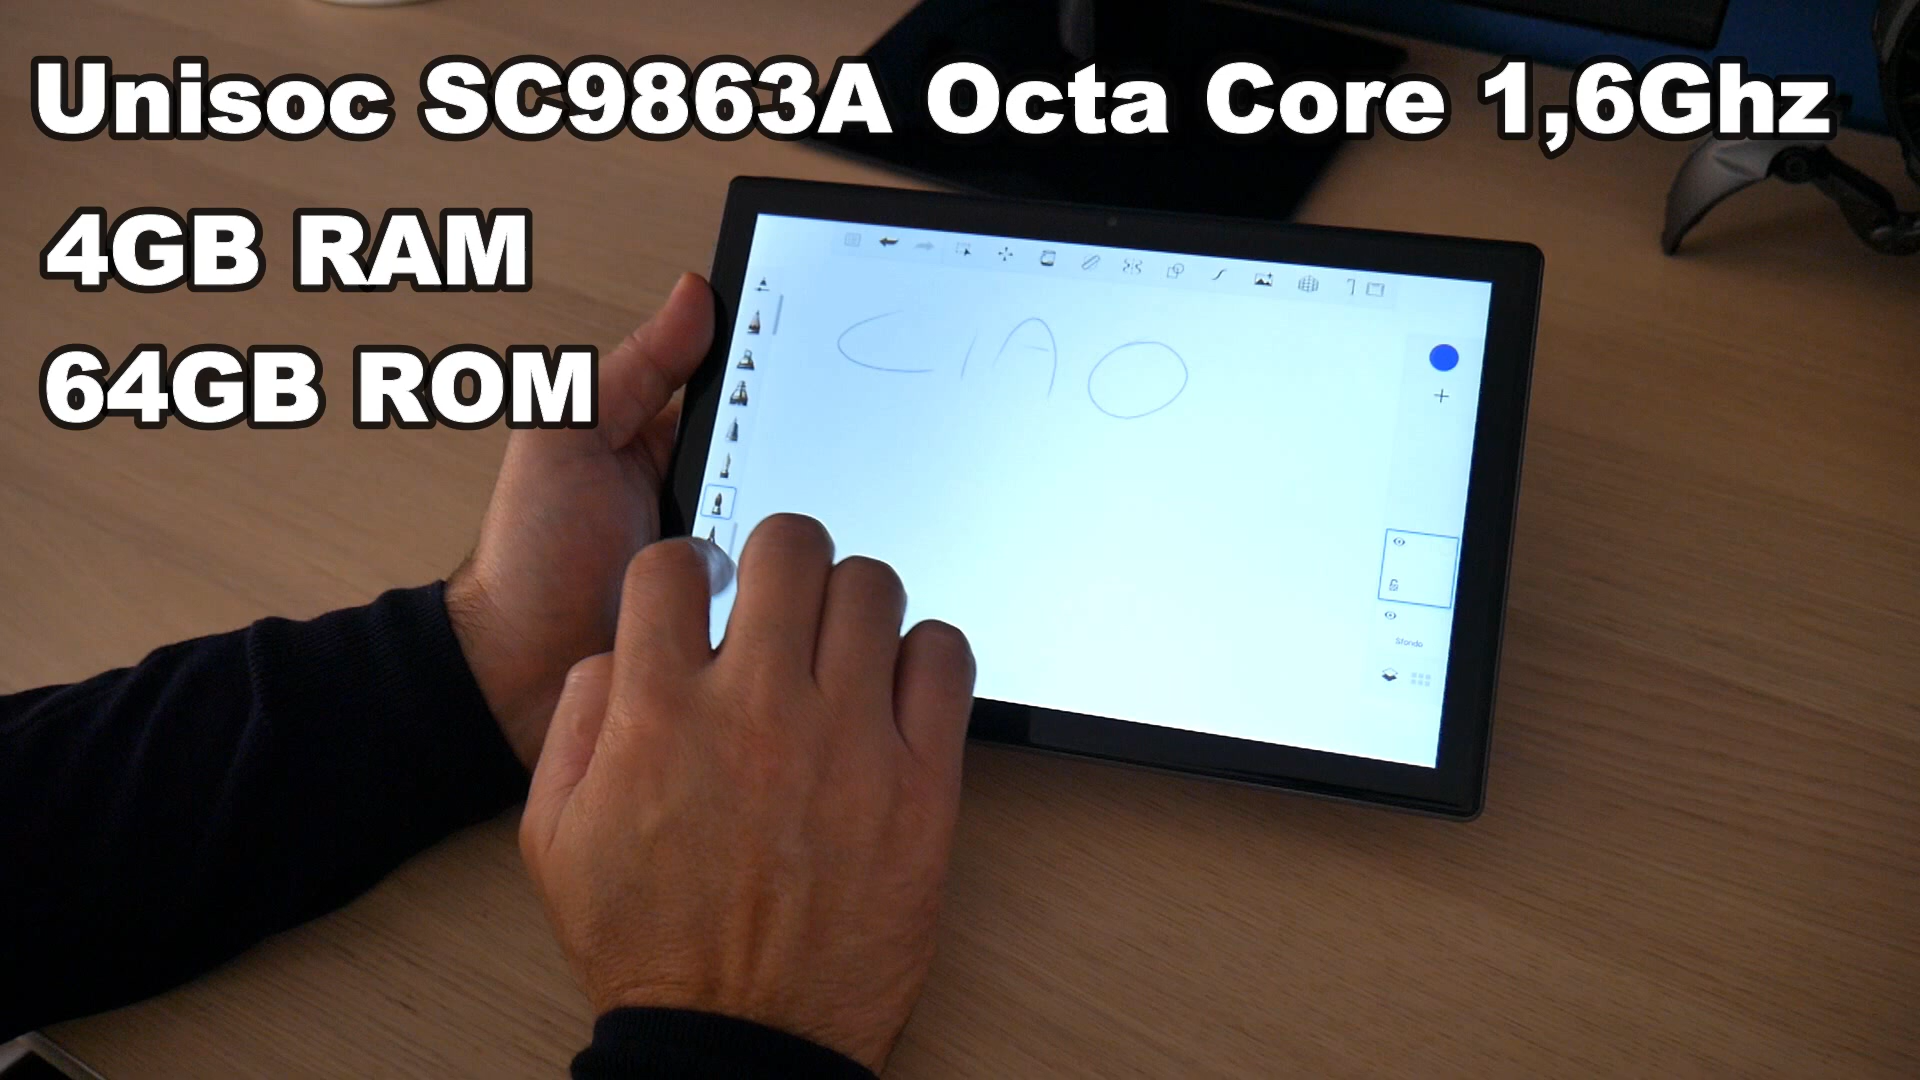 Unisoc SC9863A Octa Core 1,6Ghz
4GB RAM
64GB ROM
CIAO
Sfondo